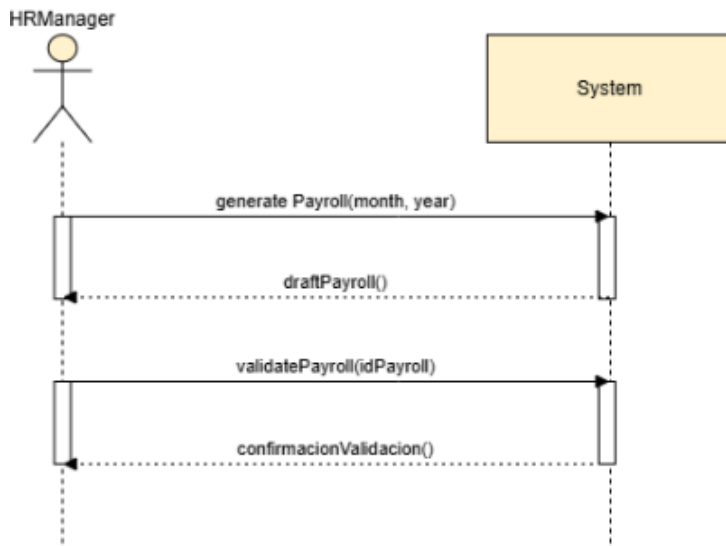 HRManager
System
generate Payroll(month, year)
draftPayroll()
validatePayroll(idPayroll)
confirmacionValidacion()